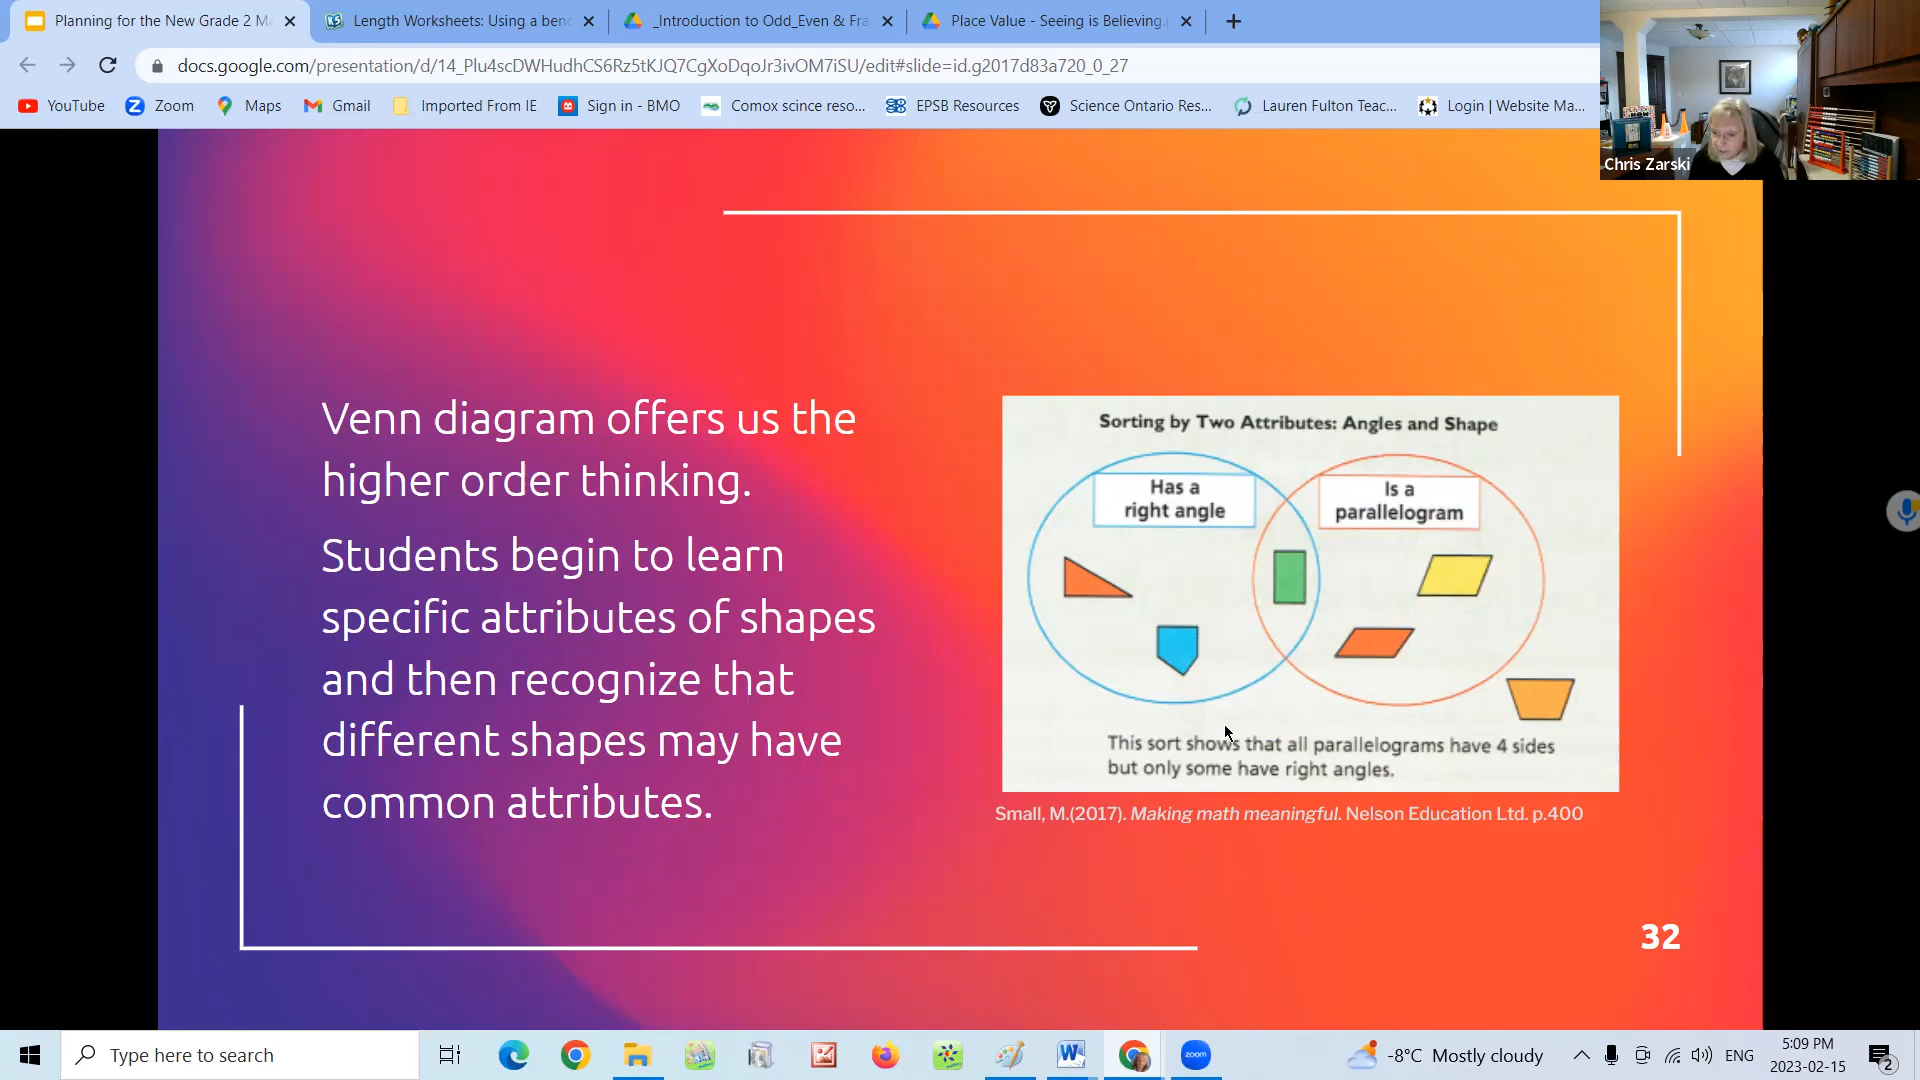 Planning for the New Grade 2 Ma
Length Worksheets: Using a ben
_Introduction to Odd_Even & Fra
Place Value - Seeing is Believing.
docs.google.com/presentation/d/14_Plu4scDWHudhCS6Rz5tKJQ7CgXoDqoJr3ivOM7iSU/edit#slide=id.g2017d83a720_0_27
YouTube
Zoom
Maps
Gmail
Imported From IE
Sign in - BMO
Comox scince reso...
EPSB Resources
Science Ontario Res...
Lauren Fulton Teac...
Login | Website Ma...
Chris Zarski
Venn diagram offers us the
higher order thinking.
Students begin to learn
specific attributes of shapes
and then recognize that
different shapes may have
common attributes.
Sorting by Two Attributes: Angles and Shape
Has a
right angle
Is a
parallelogram
This sort shows that all parallelograms have 4 sides
but only some have right angles.
Small, M.(2017). Making math meaningful. Nelson Education Ltd. p.400
32
Type here to search
zoom
-8°C Mostly cloudy
ENG
5:09 PM
2023-02-15
2